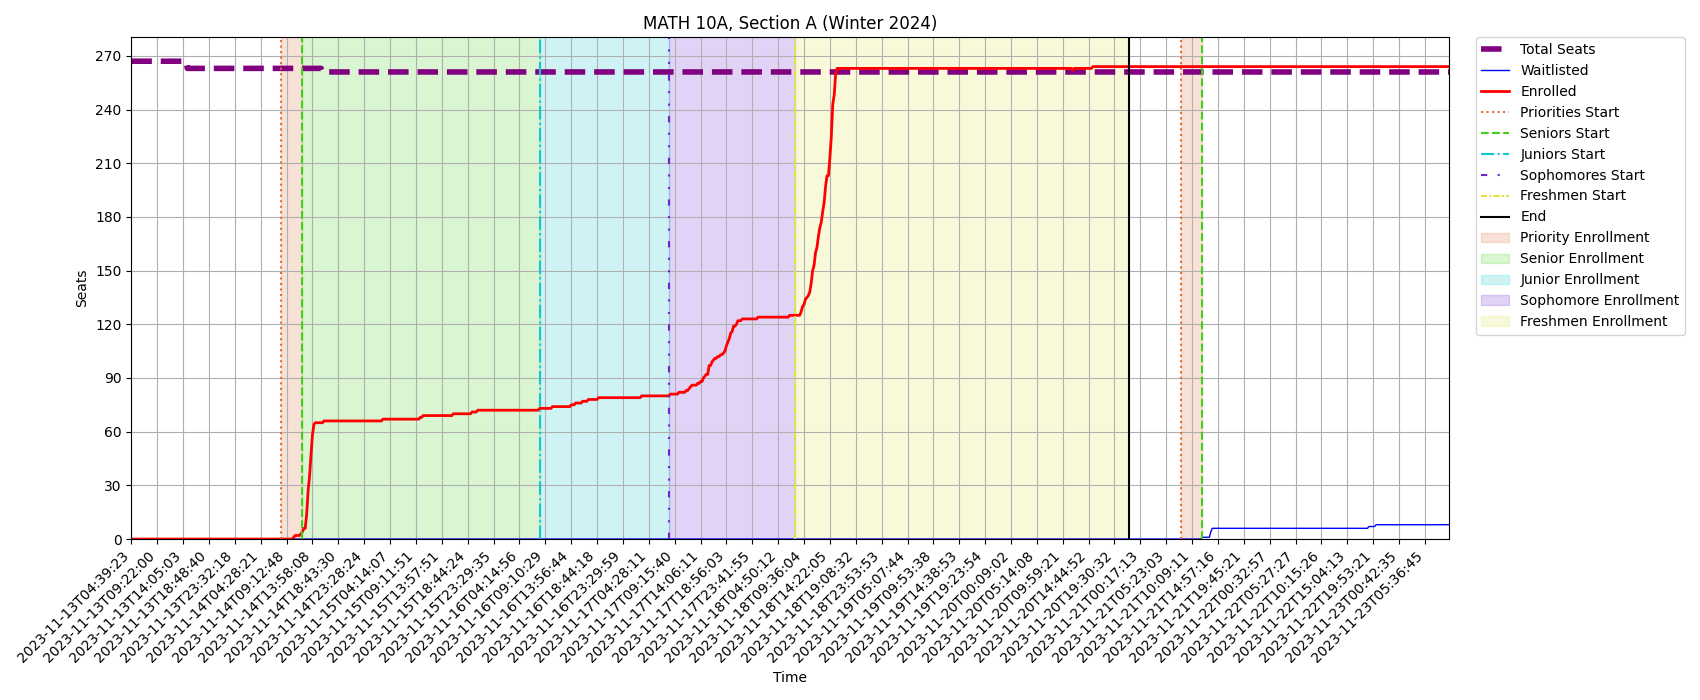 MATH 10A, Section A (Winter 2024)
270
240
210
180
150
120
90
60
30
0
Seats
2023-11-13T04:39:23
2023-11-13T09:22:00
2023-11-13T14:05:03
2023-11-13T18:48:40
2023-11-13T23:32:18
2023-11-14T04:28:21
2023-11-14T09:12:48
2023-11-14T13:58:08
2023-11-14T18:43:30
2023-11-14T23:28:24
2023-11-15T04:14:07
2023-11-15T09:11:51
2023-11-15T13:57:51
2023-11-15T18:44:24
2023-11-15T23:29:35
2023-11-16T04:14:56
2023-11-16T09:10:29
2023-11-16T13:56:44
2023-11-16T18:44:18
2023-11-16T23:29:59
2023-11-17T04:28:11
2023-11-17T09:15:40
2023-11-17T14:06:11
2023-11-17T18:56:03
2023-11-17T23:41:55
2023-11-18T04:50:12
2023-11-18T09:36:04
2023-11-18T14:22:05
2023-11-18T19:08:32
2023-11-18T23:53:53
2023-11-19T05:07:44
2023-11-19T09:53:38
2023-11-19T14:38:53
2023-11-19T19:23:54
2023-11-20T00:09:02
2023-11-20T05:14:08
2023-11-20T09:59:21
2023-11-20T14:44:52
2023-11-20T19:30:32
2023-11-21T00:17:13
2023-11-21T05:23:03
2023-11-21T10:09:11
2023-11-21T14:57:16
2023-11-21T19:45:21
2023-11-22T00:32:57
2023-11-22T05:27:27
2023-11-22T10:15:26
2023-11-22T15:04:13
2023-11-22T19:53:21
2023-11-23T00:42:35
2023-11-23T05:36:45
Time
Total Seats
Waitlisted
Enrolled
Priorities Start
Seniors Start
Juniors Start
Sophomores Start
Freshmen Start
End
Priority Enrollment
Senior Enrollment
Junior Enrollment
Sophomore Enrollment
Freshmen Enrollment